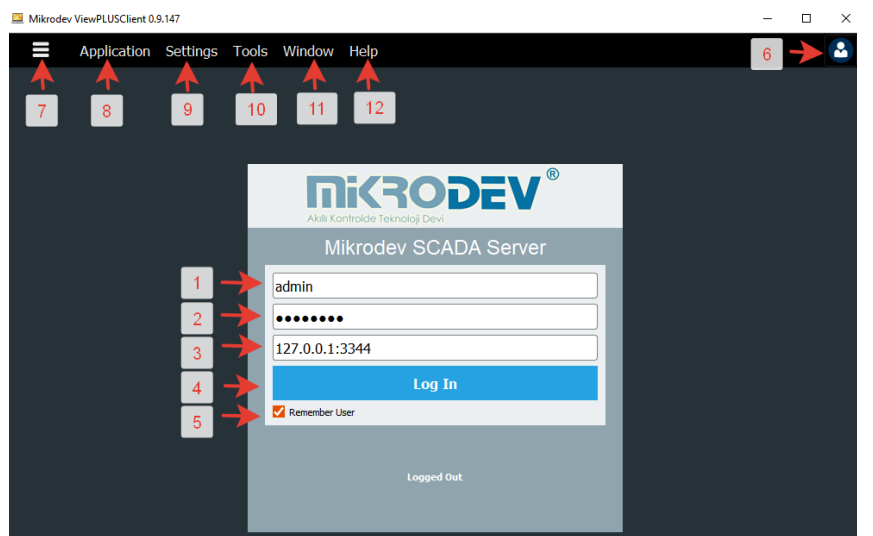 Mikrodev ViewPLUSClient 0.9.147
Application Settings Tools Window Help
6
7 8 9 10 11 12
MiKRODEV®
Akıllı Kontrolde Teknoloji Devi
Mikrodev SCADA Server
1 admin
2 ●●●●●●●●
3 127.0.0.1:3344
4 Log In
5 Remember User
Logged Out